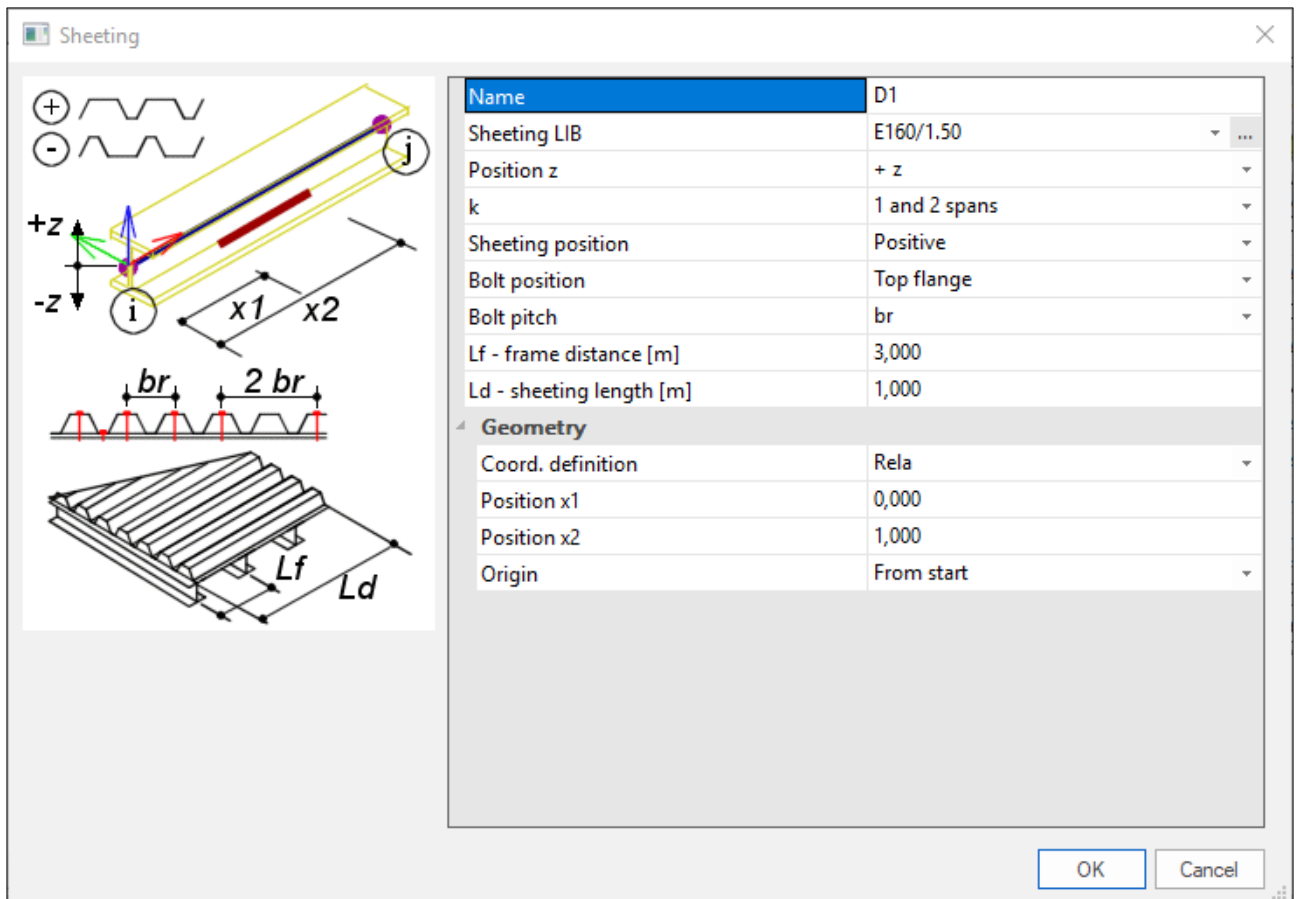 Sheeting
+
-
j
+z
-z
i
x1
x2
br
2 br
Lf
Ld
Name D1
Sheeting LIB E160/1.50 ...
Position z + z
k 1 and 2 spans
Sheeting position Positive
Bolt position Top flange
Bolt pitch br
Lf - frame distance [m] 3,000
Ld - sheeting length [m] 1,000
Geometry
Coord. definition Rela
Position x1 0,000
Position x2 1,000
Origin From start
OK Cancel